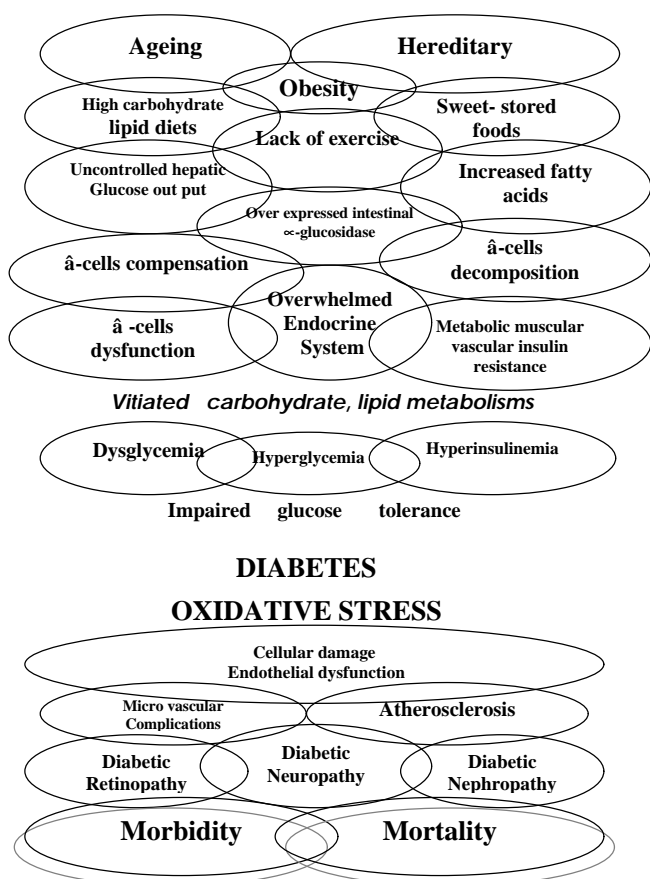 Ageing
Hereditary
Obesity
High carbohydrate
lipid diets
Sweet- stored
foods
Lack of exercise
Uncontrolled hepatic
Glucose out put
Increased fatty
acids
Over expressed intestinal
∝-glucosidase
â-cells compensation
â-cells
decomposition
Overwhelmed
Endocrine
System
â -cells
dysfunction
Metabolic muscular
vascular insulin
resistance
Vitiated carbohydrate, lipid metabolisms
Dysglycemia
Hyperglycemia
Hyperinsulinemia
Impaired glucose tolerance
DIABETES
OXIDATIVE STRESS
Cellular damage
Endothelial dysfunction
Micro vascular
Complications
Atherosclerosis
Diabetic
Retinopathy
Diabetic
Neuropathy
Diabetic
Nephropathy
Morbidity
Mortality